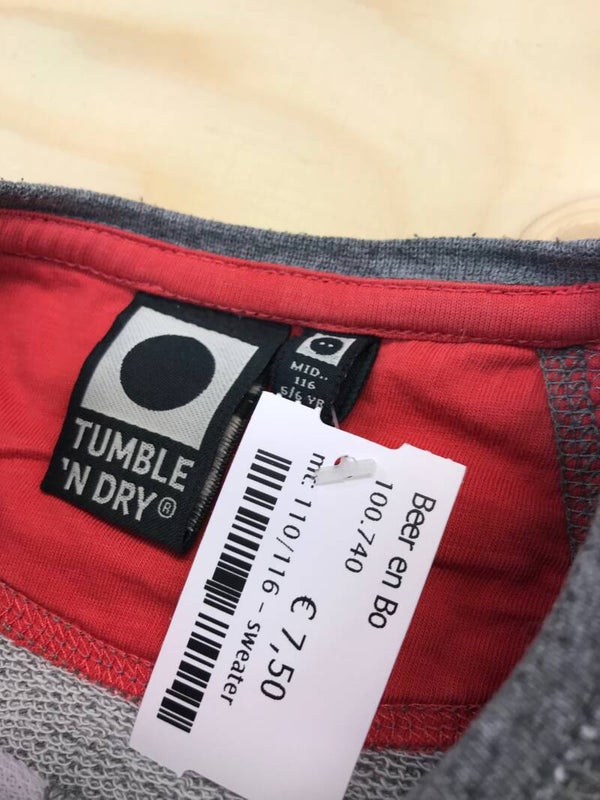 TUMBLE
'N DRY®
MID..
116
5/6 YR
Beer en Bo
100.740
€ 7,50
mt: 110/116 - sweater